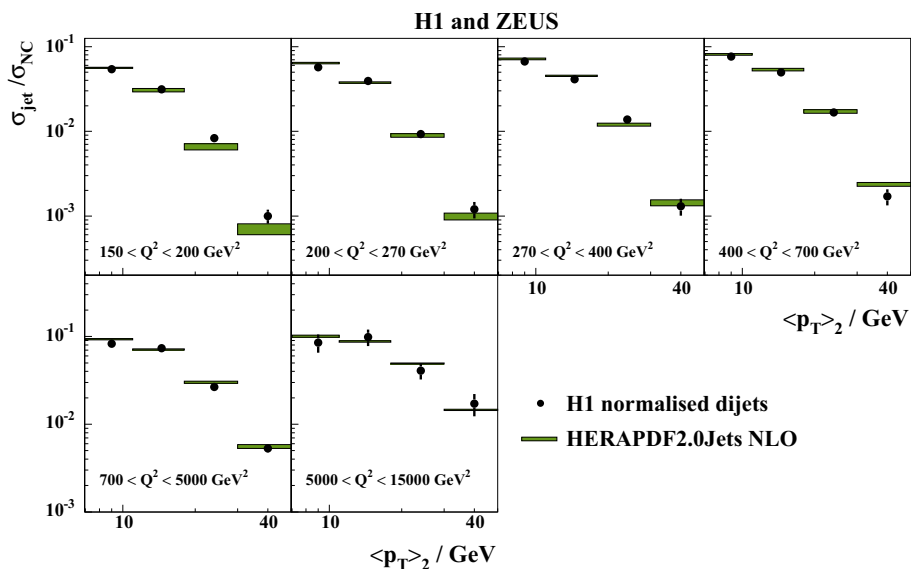 H1 and ZEUS
σjet /σNC
10^-1
10^-2
10^-3
150 < Q² < 200 GeV²
200 < Q² < 270 GeV²
270 < Q² < 400 GeV²
400 < Q² < 700 GeV²
10 40 10 40
<pT>2 / GeV
10^-1
10^-2
10^-3
700 < Q² < 5000 GeV²
5000 < Q² < 15000 GeV²
10 40 10 40
<pT>2 / GeV
H1 normalised dijets
HERAPDF2.0Jets NLO